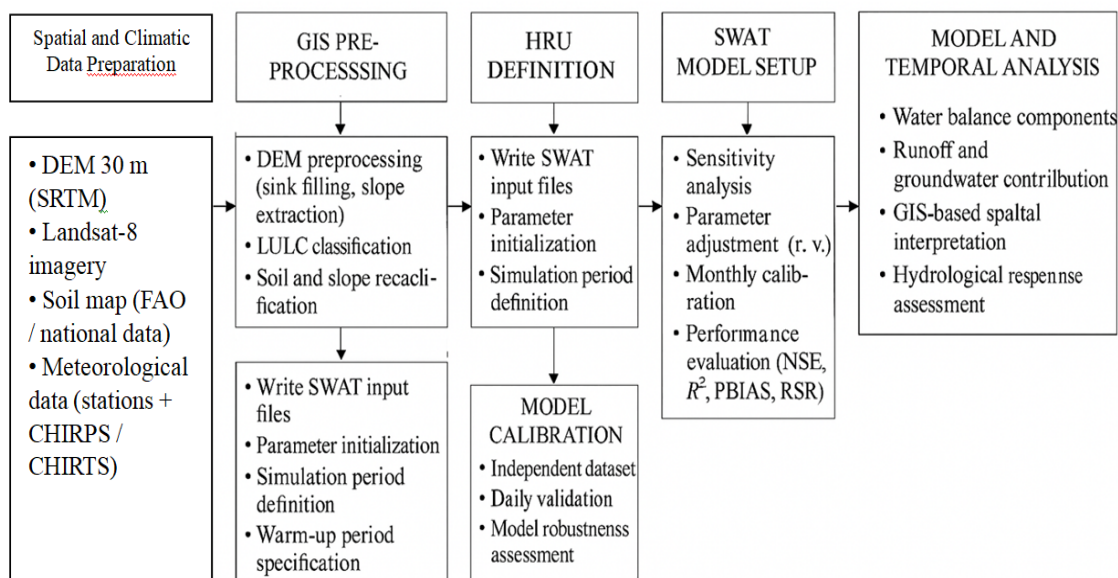 Spatial and Climatic
Data Preparation
• DEM 30 m
(SRTM)
• Landsat-8
imagery
• Soil map (FAO
/ national data)
• Meteorological
data (stations +
CHIRPS /
CHIRTS)
GIS PRE-
PROCESSSING
• DEM preprocessing
(sink filling, slope
extraction)
• LULC classification
• Soil and slope recacli-
fification
• Write SWAT input
files
• Parameter initialization
• Simulation period
definition
• Warm-up period
specification
HRU
DEFINITION
• Write SWAT
input files
• Parameter
initialization
• Simulation period
definition
MODEL
CALIBRATION
• Independent dataset
• Daily validation
• Model robustnenss
assessment
SWAT
MODEL SETUP
• Sensitivity
analysis
• Parameter
adjustment (r. v.)
• Monthly calib-
ration
• Performance
evaluation (NSE,
R², PBIAS, RSR)
MODEL AND
TEMPORAL ANALYSIS
• Water balance components
• Runoff and
groundwater contrilbution
• GIS-based spaltal
interpretation
• Hydrological respennse
assessment